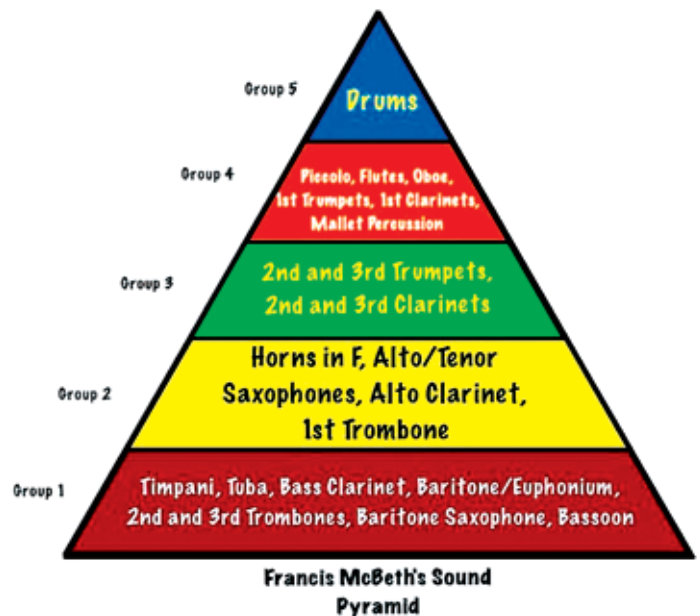 Group 5
Drums
Group 4
Piccolo, Flutes, Oboe,
1st Trumpets, 1st Clarinets,
Mallet Percussion
Group 3
2nd and 3rd Trumpets,
2nd and 3rd Clarinets
Group 2
Horns in F, Alto/Tenor
Saxophones, Alto Clarinet,
1st Trombone
Group 1
Timpani, Tuba, Bass Clarinet, Baritone/Euphonium,
2nd and 3rd Trombones, Baritone Saxophone, Bassoon
Francis McBeth's Sound
Pyramid